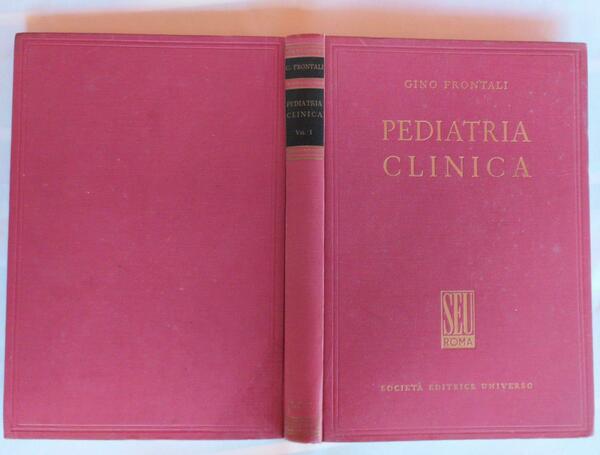 G. FRONTALI
PEDIATRIA
CLINICA
Vol. I
GINO FRONTALI
PEDIATRIA
CLINICA
SEU
ROMA
SOCIETÀ EDITRICE UNIVERSO